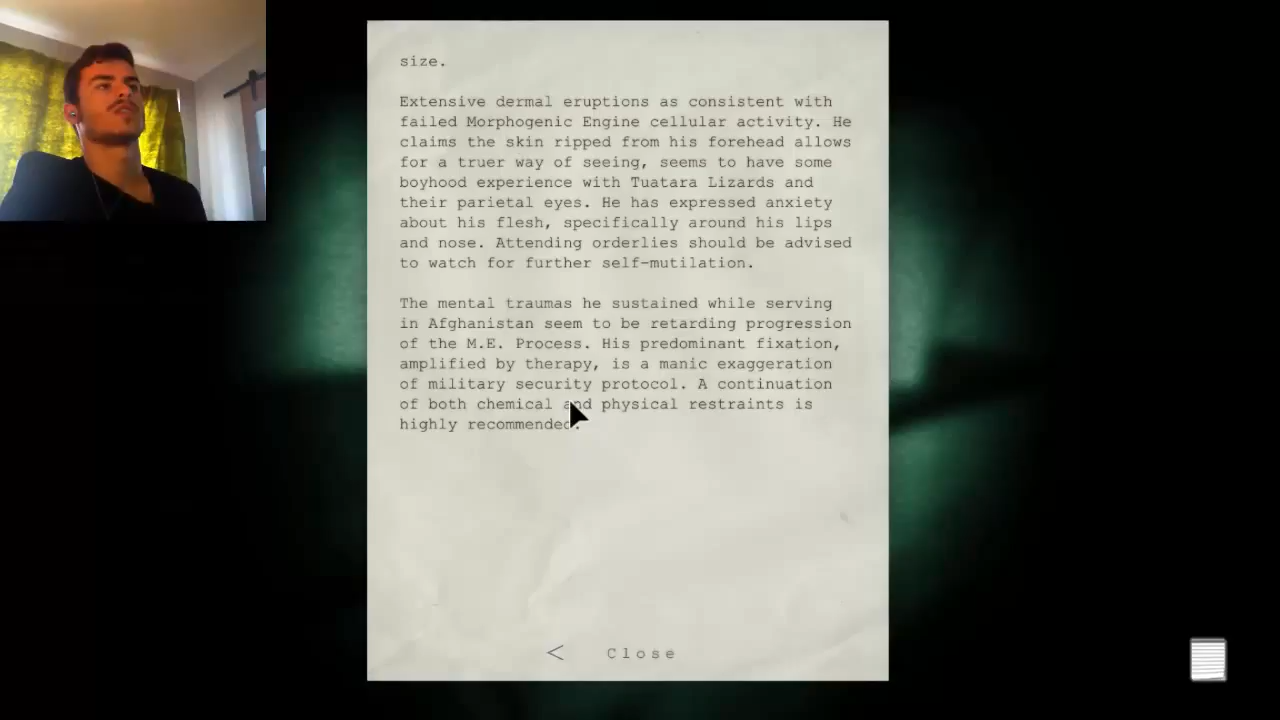 size.
Extensive dermal eruptions as consistent with
failed Morphogenic Engine cellular activity. He
claims the skin ripped from his forehead allows
for a truer way of seeing, seems to have some
boyhood experience with Tuatara Lizards and
their parietal eyes. He has expressed anxiety
about his flesh, specifically around his lips
and nose. Attending orderlies should be advised
to watch for further self-mutilation.
The mental traumas he sustained while serving
in Afghanistan seem to be retarding progression
of the M.E. Process. His predominant fixation,
amplified by therapy, is a manic exaggeration
of military security protocol. A continuation
of both chemical and physical restraints is
highly recommended.
< Close